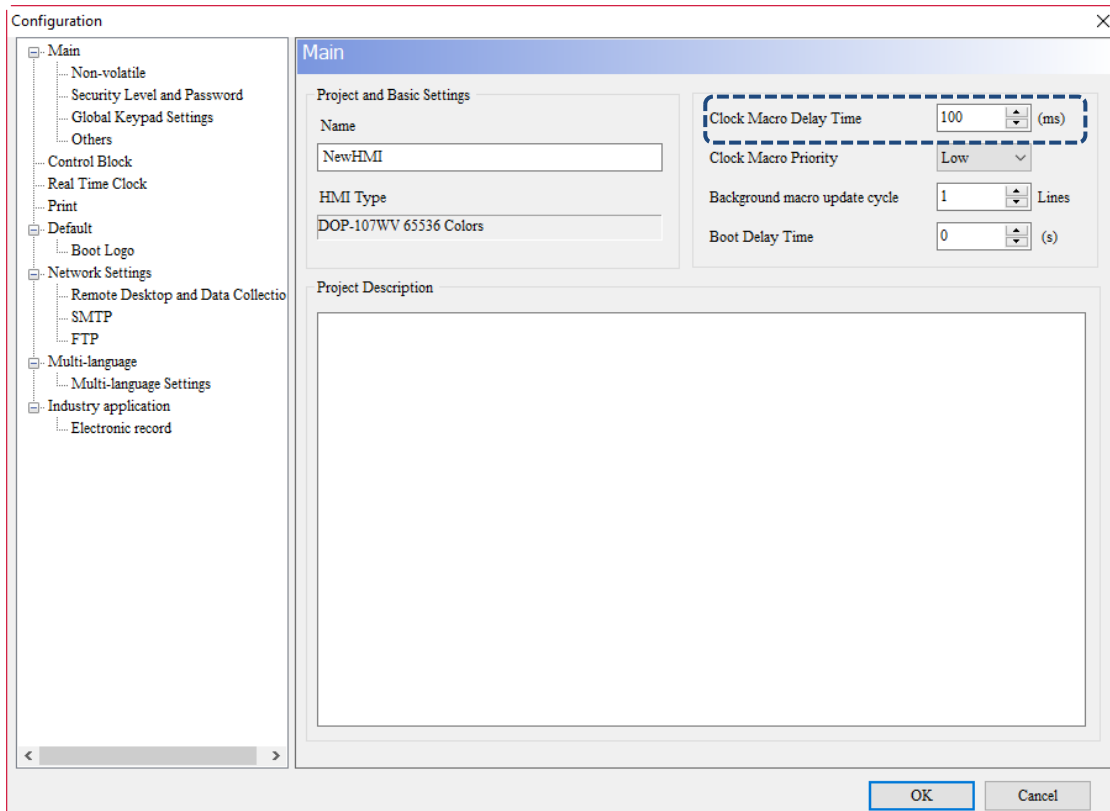 Configuration
Main
Non-volatile
Security Level and Password
Global Keypad Settings
Others
Control Block
Real Time Clock
Print
Default
Boot Logo
Network Settings
Remote Desktop and Data Collectio
SMTP
FTP
Multi-language
Multi-language Settings
Industry application
Electronic record
Main
Project and Basic Settings
Name
NewHMI
HMI Type
DOP-107WV 65536 Colors
Clock Macro Delay Time 100 (ms)
Clock Macro Priority Low
Background macro update cycle 1 Lines
Boot Delay Time 0 (s)
Project Description
OK Cancel